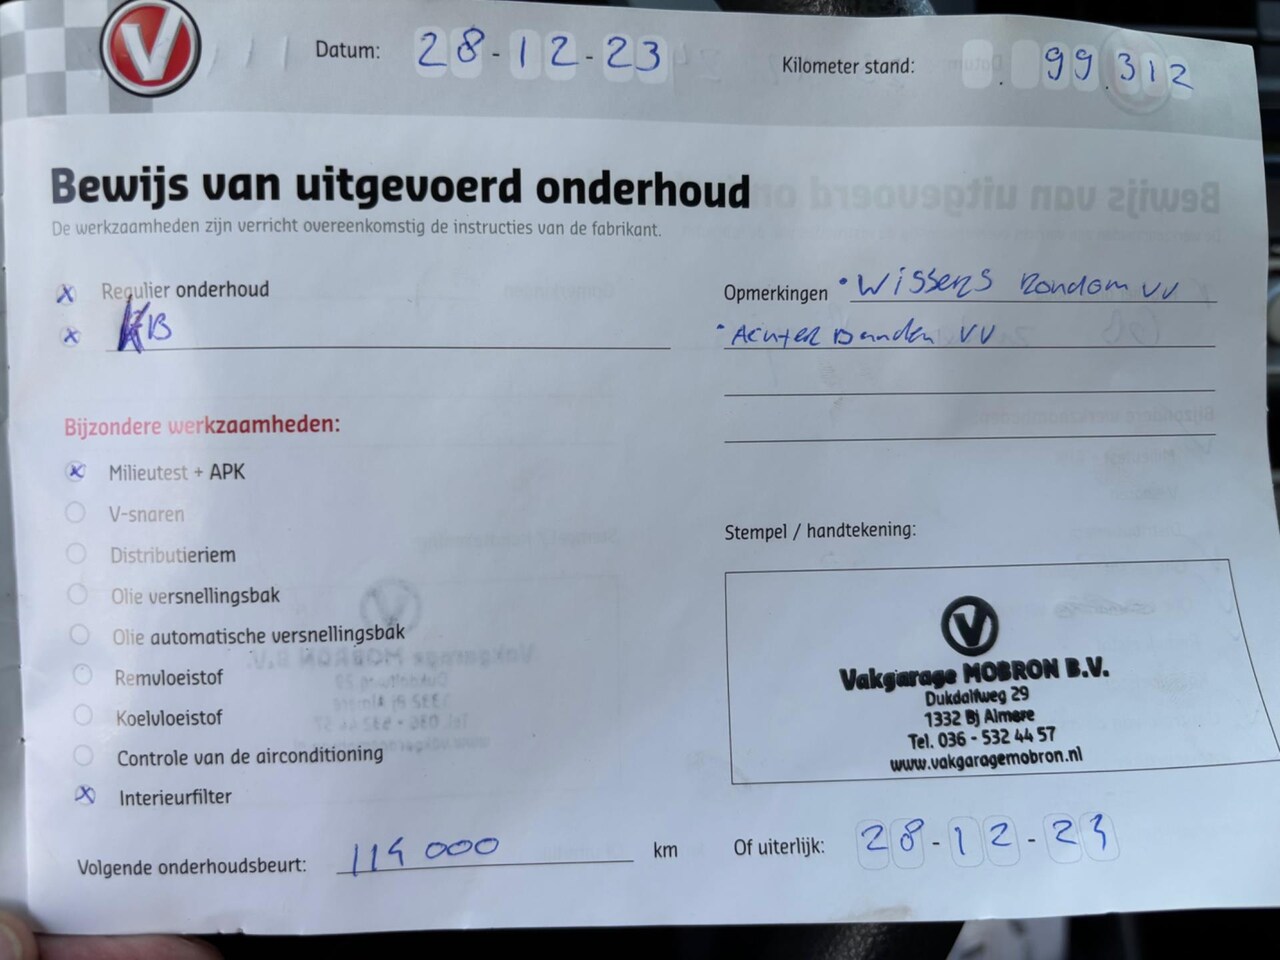 Datum: 28-12-23
Kilometer stand: 99.312
Bewijs van uitgevoerd onderhoud
De werkzaamheden zijn verricht overeenkomstig de instructies van de fabrikant.
x Regulier onderhoud
x B
Opmerkingen • Wissers Rondom VV
• Achter Banden VV
Bijzondere werkzaamheden:
x Milieutest + APK
V-snaren
Distributieriem
Olie versnellingsbak
Olie automatische versnellingsbak
Remvloeistof
Koelvloeistof
Controle van de airconditioning
x Interieurfilter
Stempel / handtekening:
V
Vakgarage MOBRON B.V.
Dukdalfweg 29
1332 Bj Almere
Tel. 036 - 532 44 57
www.vakgaragemobron.nl
Volgende onderhoudsbeurt: 114 000 km
Of uiterlijk: 28-12-23